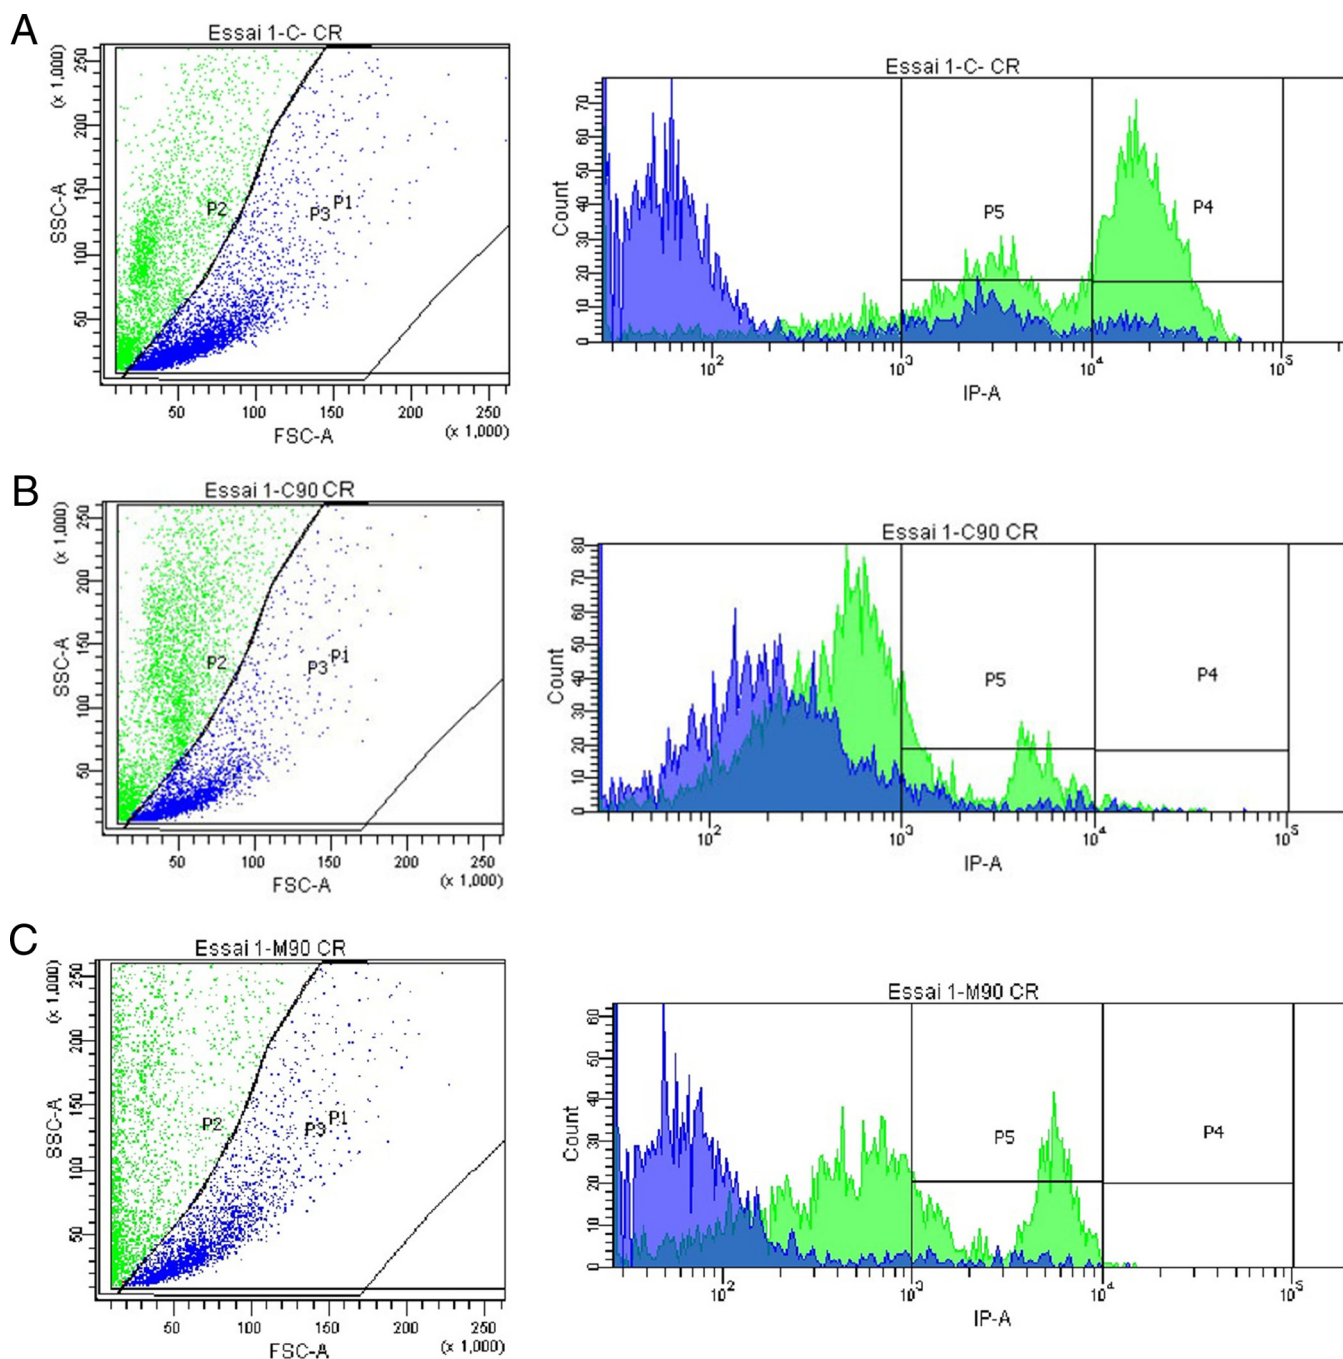 A
Essai 1-C- CR
(x 1,000)
250
200
150
100
50
SSC-A
P2
P3
P1
50 100 150 200 250
FSC-A
(x 1,000)
Essai 1-C- CR
Count
70
60
50
40
30
20
10
0
P5
P4
10² 10³ 10⁴ 10⁵
IP-A
B
Essai 1-C90 CR
(x 1,000)
250
200
150
100
50
SSC-A
P2
P3
P1
50 100 150 200 250
FSC-A
(x 1,000)
Essai 1-C90 CR
Count
80
70
60
50
40
30
20
10
0
P5
P4
10² 10³ 10⁴ 10⁵
IP-A
C
Essai 1-M90 CR
(x 1,000)
250
200
150
100
50
SSC-A
P2
P3
P1
50 100 150 200 250
FSC-A
(x 1,000)
Essai 1-M90 CR
Count
60
50
40
30
20
10
0
P5
P4
10² 10³ 10⁴ 10⁵
IP-A